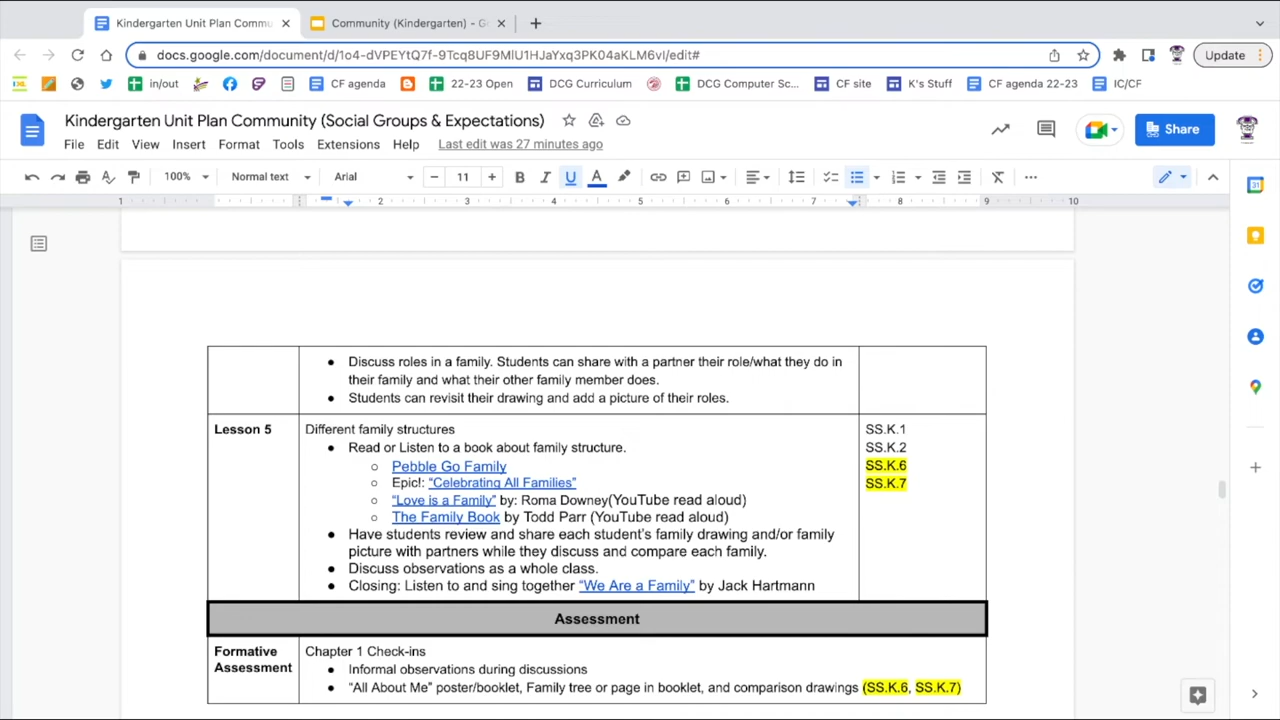 Kindergarten Unit Plan Commu
Community (Kindergarten) - G
docs.google.com/document/d/1o4-dVPEYtQ7f-9Tcq8UF9MlU1HJaYxq3PK04aKLM6vI/edit#
Update
in/out
CF agenda
22-23 Open
DCG Curriculum
DCG Computer Sc...
CF site
K's Stuff
CF agenda 22-23
IC/CF
Kindergarten Unit Plan Community (Social Groups & Expectations)
File Edit View Insert Format Tools Extensions Help Last edit was 27 minutes ago
Share
100% Normal text Arial 11
1 2 3 4 5 6 7 8 9 10
● Discuss roles in a family. Students can share with a partner their role/what they do in
their family and what their other family member does.
● Students can revisit their drawing and add a picture of their roles.
Lesson 5
Different family structures
● Read or Listen to a book about family structure.
○ Pebble Go Family
○ Epic!: “Celebrating All Families”
○ “Love is a Family” by: Roma Downey(YouTube read aloud)
○ The Family Book by Todd Parr (YouTube read aloud)
● Have students review and share each student’s family drawing and/or family
picture with partners while they discuss and compare each family.
● Discuss observations as a whole class.
● Closing: Listen to and sing together “We Are a Family” by Jack Hartmann
SS.K.1
SS.K.2
SS.K.6
SS.K.7
Assessment
Formative
Assessment
Chapter 1 Check-ins
● Informal observations during discussions
● “All About Me” poster/booklet, Family tree or page in booklet, and comparison drawings (SS.K.6, SS.K.7)